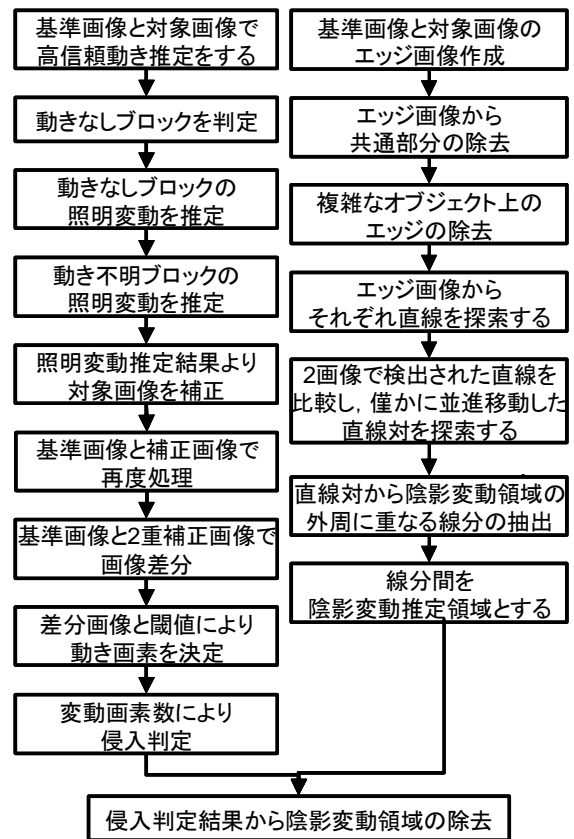 基準画像と対象画像で
高信頼動き推定をする
動きなしブロックを判定
動きなしブロックの
照明変動を推定
動き不明ブロックの
照明変動を推定
照明変動推定結果より
対象画像を補正
基準画像と補正画像で
再度処理
基準画像と2重補正画像で
画像差分
差分画像と閾値により
動き画素を決定
変動画素数により
侵入判定
基準画像と対象画像の
エッジ画像作成
エッジ画像から
共通部分の除去
複雑なオブジェクト上の
エッジの除去
エッジ画像から
それぞれ直線を探索する
2画像で検出された直線を
比較し, 僅かに並進移動した
直線対を探索する
直線対から陰影変動領域の
外周に重なる線分の抽出
線分間を
陰影変動推定領域とする
侵入判定結果から陰影変動領域の除去